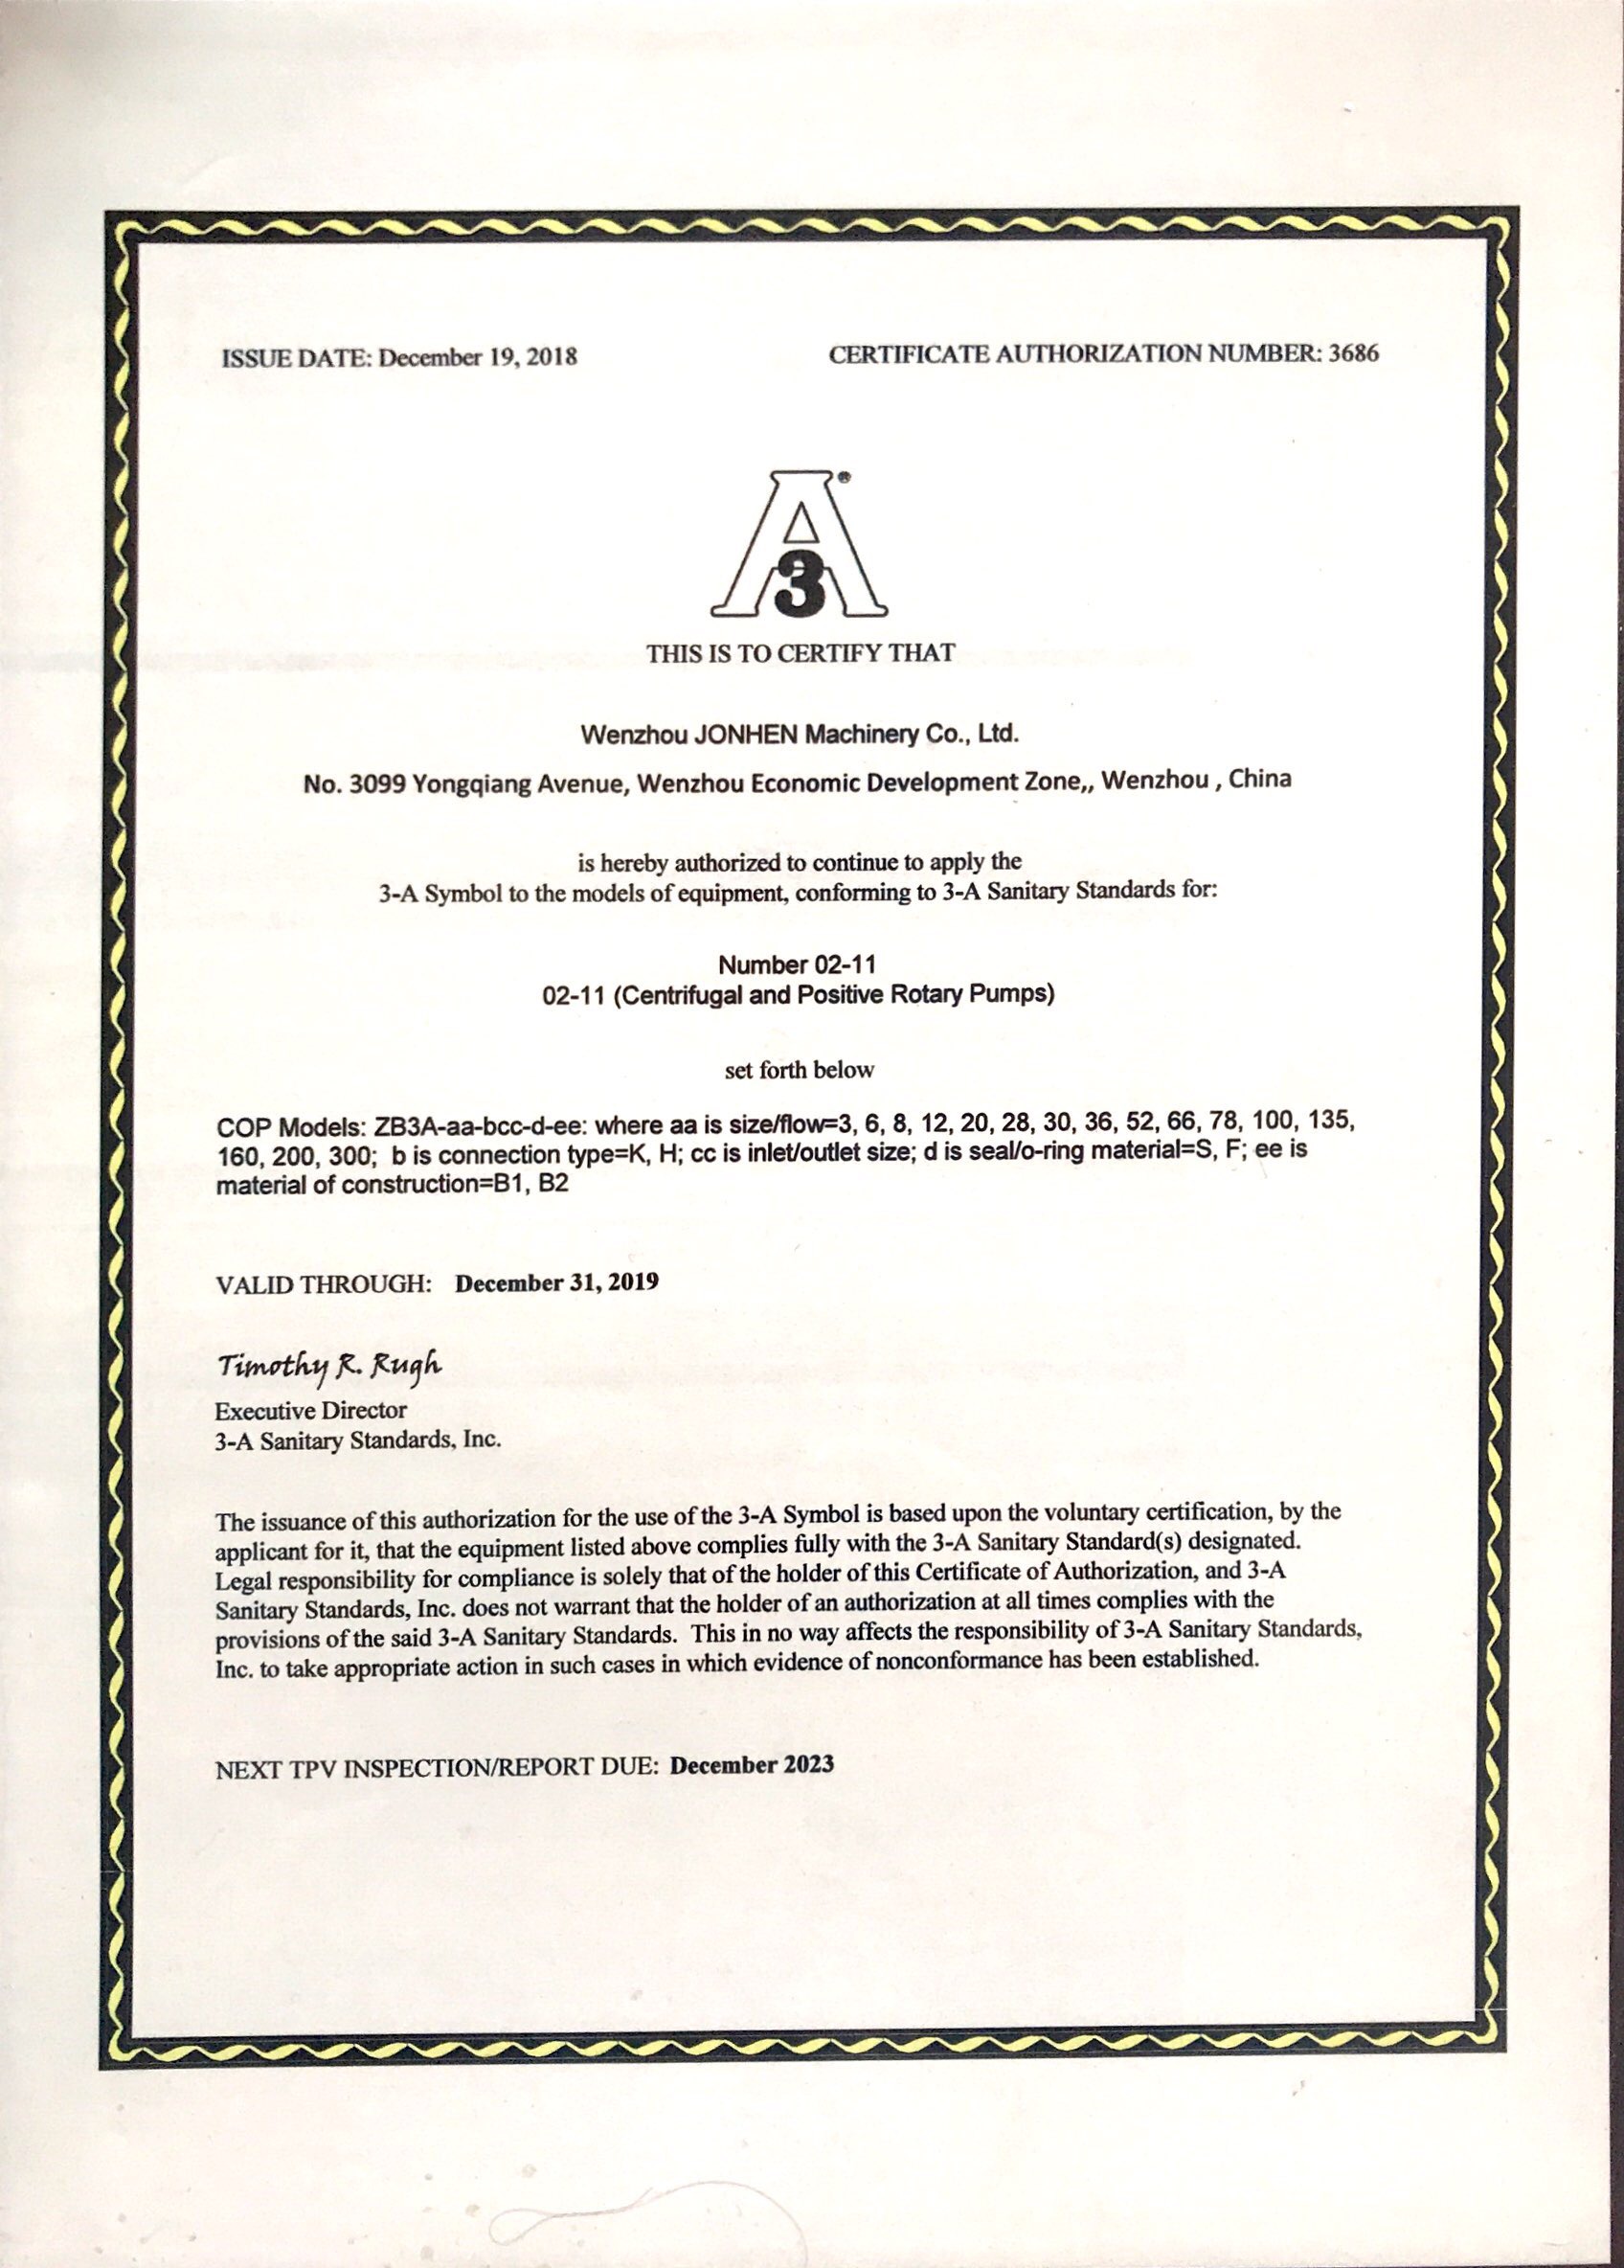 ISSUE DATE: December 19, 2018
CERTIFICATE AUTHORIZATION NUMBER: 3686
A®
3
THIS IS TO CERTIFY THAT
Wenzhou JONHEN Machinery Co., Ltd.
No. 3099 Yongqiang Avenue, Wenzhou Economic Development Zone,, Wenzhou , China
is hereby authorized to continue to apply the
3-A Symbol to the models of equipment, conforming to 3-A Sanitary Standards for:
Number 02-11
02-11 (Centrifugal and Positive Rotary Pumps)
set forth below
COP Models: ZB3A-aa-bcc-d-ee: where aa is size/flow=3, 6, 8, 12, 20, 28, 30, 36, 52, 66, 78, 100, 135,
160, 200, 300;  b is connection type=K, H; cc is inlet/outlet size; d is seal/o-ring material=S, F; ee is
material of construction=B1, B2
VALID THROUGH: December 31, 2019
Timothy R. Rugh
Executive Director
3-A Sanitary Standards, Inc.
The issuance of this authorization for the use of the 3-A Symbol is based upon the voluntary certification, by the
applicant for it, that the equipment listed above complies fully with the 3-A Sanitary Standard(s) designated.
Legal responsibility for compliance is solely that of the holder of this Certificate of Authorization, and 3-A
Sanitary Standards, Inc. does not warrant that the holder of an authorization at all times complies with the
provisions of the said 3-A Sanitary Standards.  This in no way affects the responsibility of 3-A Sanitary Standards,
Inc. to take appropriate action in such cases in which evidence of nonconformance has been established.
NEXT TPV INSPECTION/REPORT DUE: December 2023